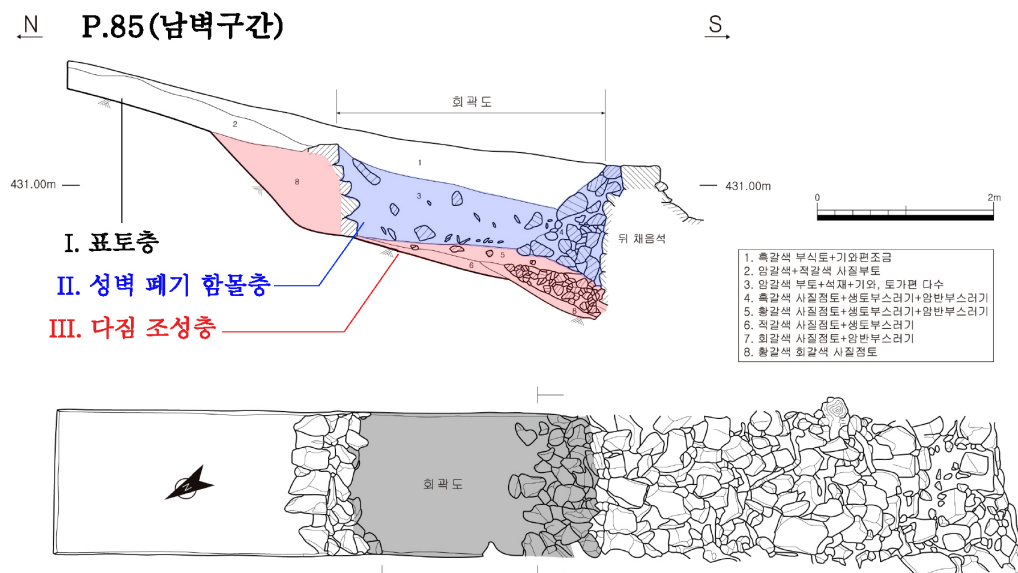 N
P.85(남벽구간)
S
회곽도
2
1
8
3
4
431.00m
431.00m
0
2m
뒤 채음석
5
6
8
I. 표토층
II. 성벽 폐기 함몰층
III. 다짐 조성층
1. 흑갈색 부식토+기와편조금
2. 암갈색+적갈색 사질부토
3. 암갈색 부토+석재+기와, 토가편 다수
4. 흑갈색 사질점토+생토부스러기+암반부스러기
5. 황갈색 사질점토+생토부스러기+암반부스러기
6. 적갈색 사질점토+생토부스러기
7. 회갈색 사질점토+암반부스러기
8. 황갈색 회갈색 사질점토
회곽도
N